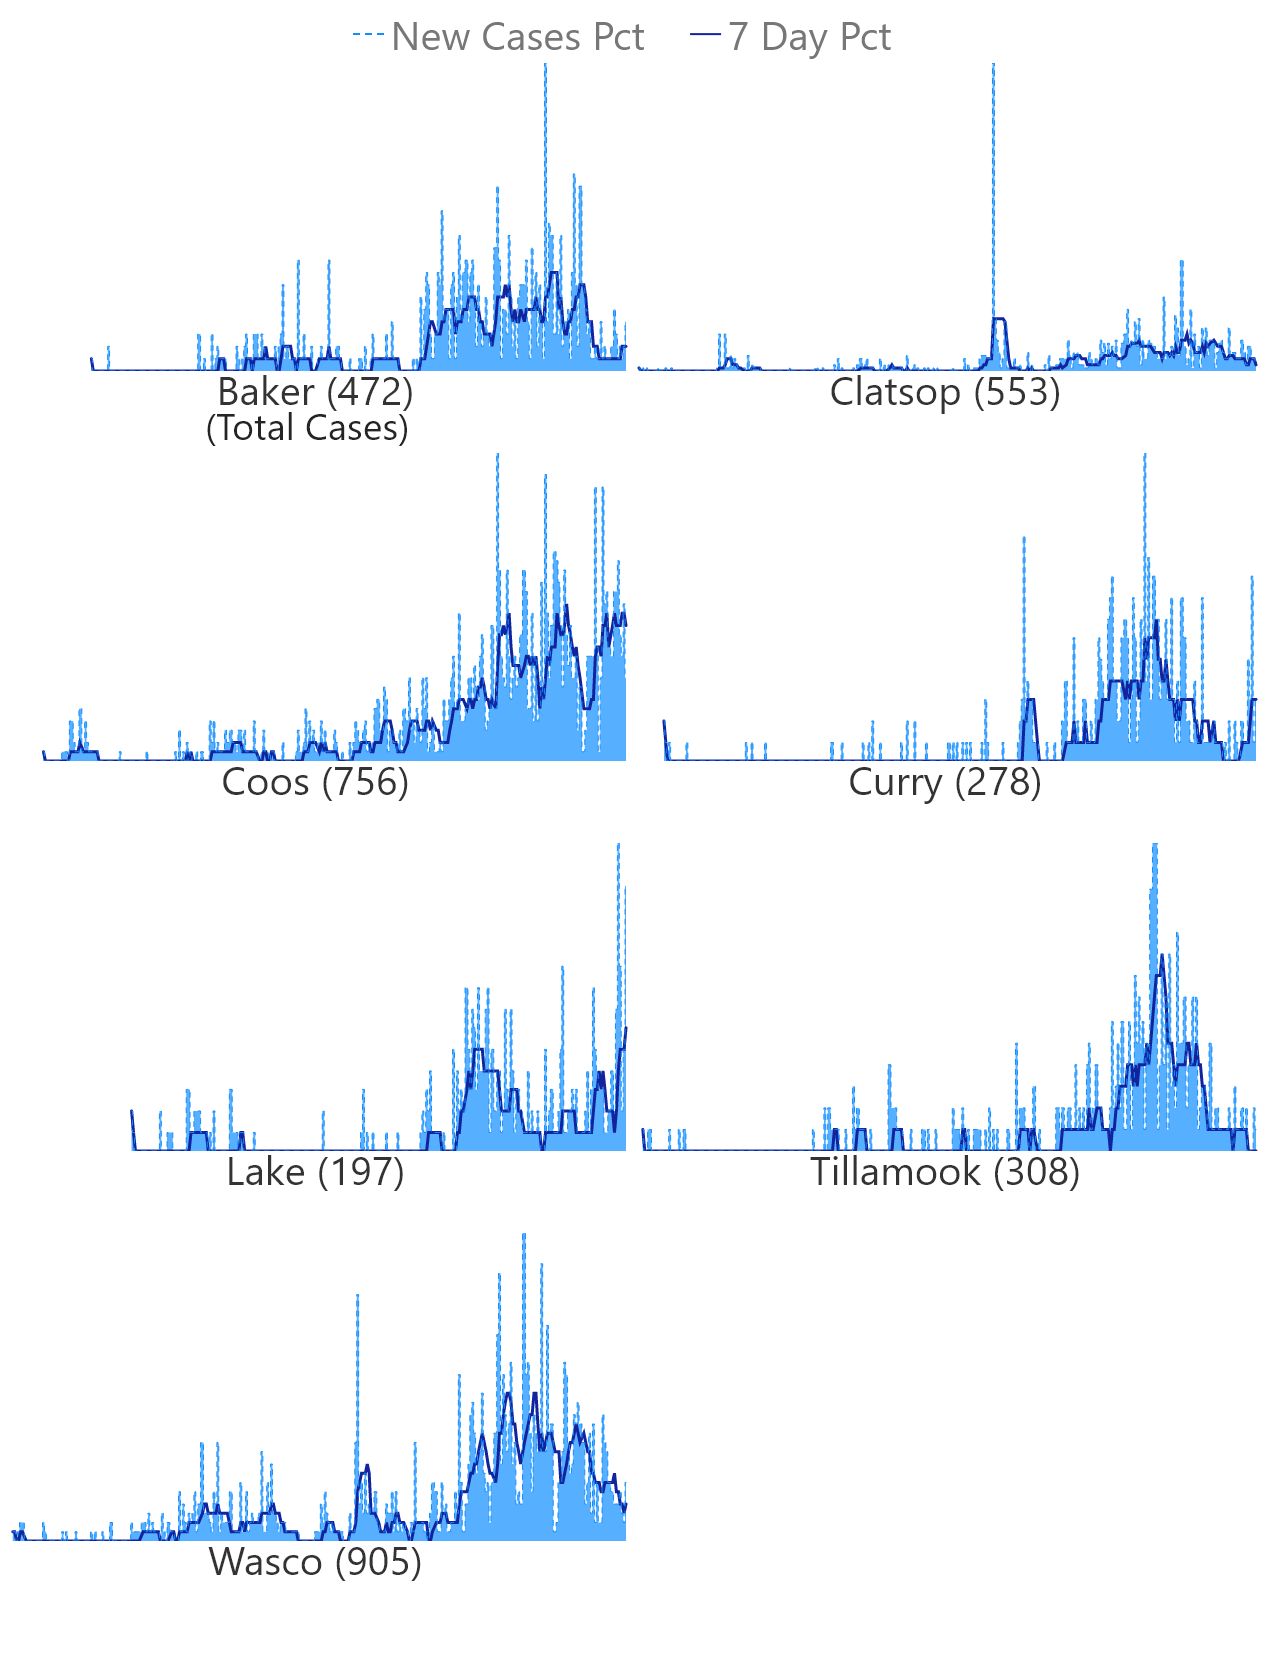 New Cases Pct 7 Day Pct
Baker (472) Clatsop (553)
(Total Cases)
Coos (756) Curry (278)
Lake (197) Tillamook (308)
Wasco (905)